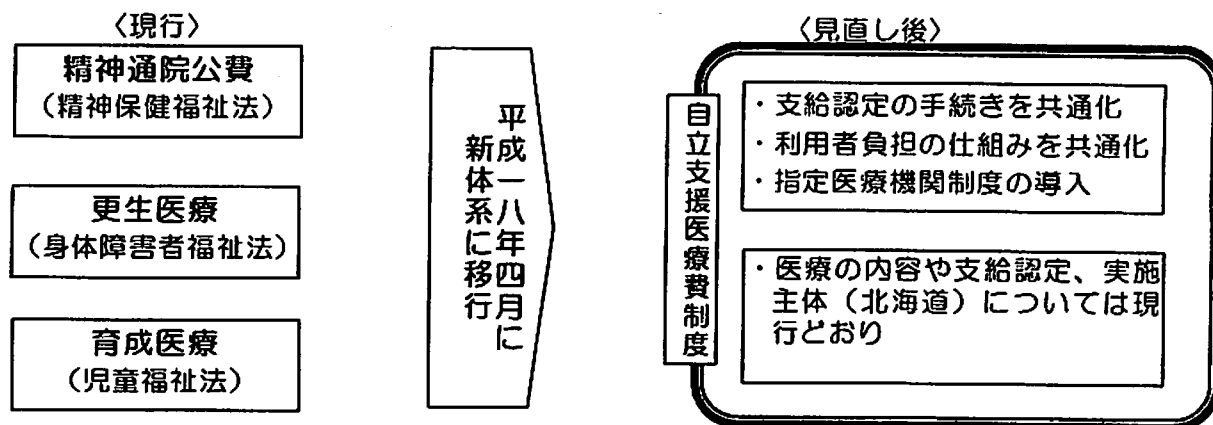 〈現行〉
精神通院公費
（精神保健福祉法）
更生医療
（身体障害者福祉法）
育成医療
（児童福祉法）
平成一八年四月に
新体系に移行
〈見直し後〉
自立支援医療費制度
・支給認定の手続きを共通化
・利用者負担の仕組みを共通化
・指定医療機関制度の導入
・医療の内容や支給認定、実施
主体（北海道）については現
行どおり